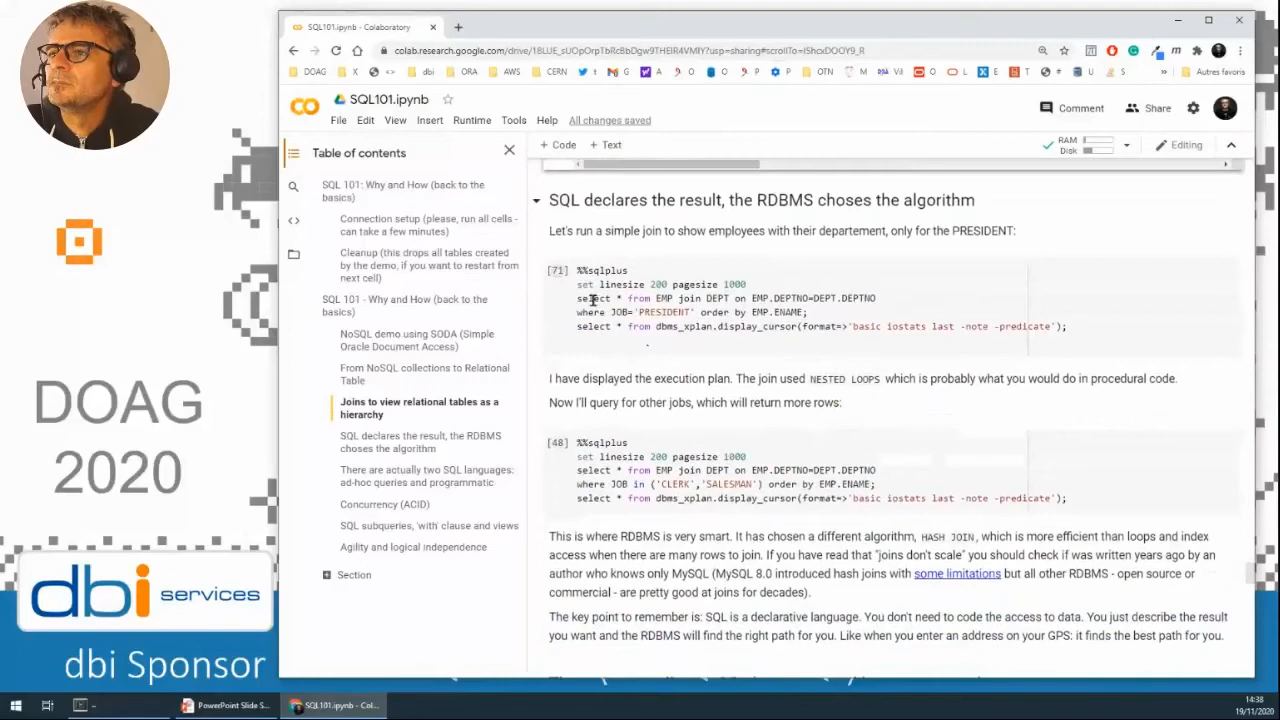 SQL101.ipynb - Colaboratory
colab.research.google.com/drive/
?usp=sharing#scrollTo=
DOAG
X
dbi
ORA
AWS
CERN
OTN
Autres favoris
SQL101.ipynb
Comment
Share
File Edit View Insert Runtime Tools Help All changes saved
Table of contents
+ Code + Text
RAM
Disk
Editing
SQL 101: Why and How (back to the
basics)
Connection setup (please, run all cells -
can take a few minutes)
Cleanup (this drops all tables created
by the demo, if you want to restart from
next cell)
SQL 101 - Why and How (back to the
basics)
NoSQL demo using SODA (Simple
Oracle Document Access)
From NoSQL collections to Relational
Table
Joins to view relational tables as a
hierarchy
SQL declares the result, the RDBMS
choses the algorithm
There are actually two SQL languages:
ad-hoc queries and programmatic
Concurrency (ACID)
SQL subqueries, 'with' clause and views
Agility and logical independence
Section
SQL declares the result, the RDBMS choses the algorithm
Let's run a simple join to show employees with their departement, only for the PRESIDENT:
[71] %%sqlplus
set linesize 200 pagesize 1000
select * from EMP join DEPT on EMP.DEPTNO=DEPT.DEPTNO
where JOB='PRESIDENT' order by EMP.ENAME;
select * from dbms_xplan.display_cursor(format=>'basic iostats last -note -predicate');
I have displayed the execution plan. The join used NESTED LOOPS which is probably what you would do in procedural code.
Now I'll query for other jobs, which will return more rows:
[48] %%sqlplus
set linesize 200 pagesize 1000
select * from EMP join DEPT on EMP.DEPTNO=DEPT.DEPTNO
where JOB in ('CLERK','SALESMAN') order by EMP.ENAME;
select * from dbms_xplan.display_cursor(format=>'basic iostats last -note -predicate');
This is where RDBMS is very smart. It has chosen a different algorithm, HASH JOIN, which is more efficient than loops and index
access when there are many rows to join. If you have read that "joins don't scale" you should check if was written years ago by an
author who knows only MySQL (MySQL 8.0 introduced hash joins with some limitations but all other RDBMS - open source or
commercial - are pretty good at joins for decades).
The key point to remember is: SQL is a declarative language. You don't need to code the access to data. You just describe the result
you want and the RDBMS will find the right path for you. Like when you enter an address on your GPS: it finds the best path for you.
DOAG
2020
dbi services
dbi Sponsor
PowerPoint Slide S...
SQL101.ipynb - Col...
14:38
19/11/2020